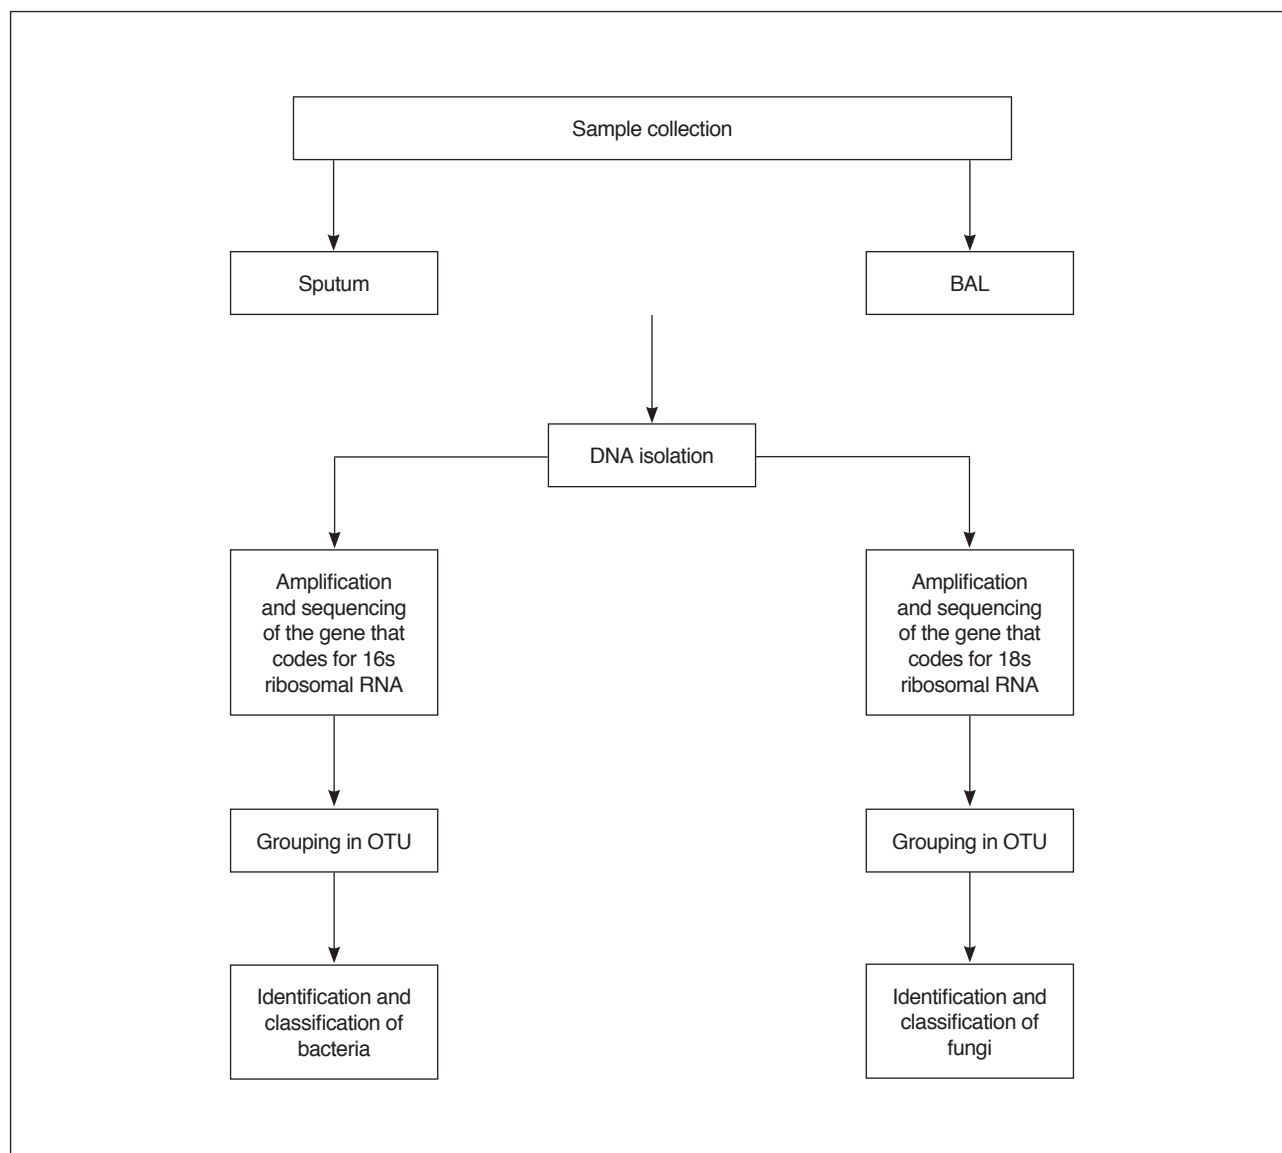 Sample collection
Sputum
BAL
DNA isolation
Amplification
and sequencing
of the gene that
codes for 16s
ribosomal RNA
Amplification
and sequencing
of the gene that
codes for 18s
ribosomal RNA
Grouping in OTU
Grouping in OTU
Identification and
classification of
bacteria
Identification and
classification of
fungi